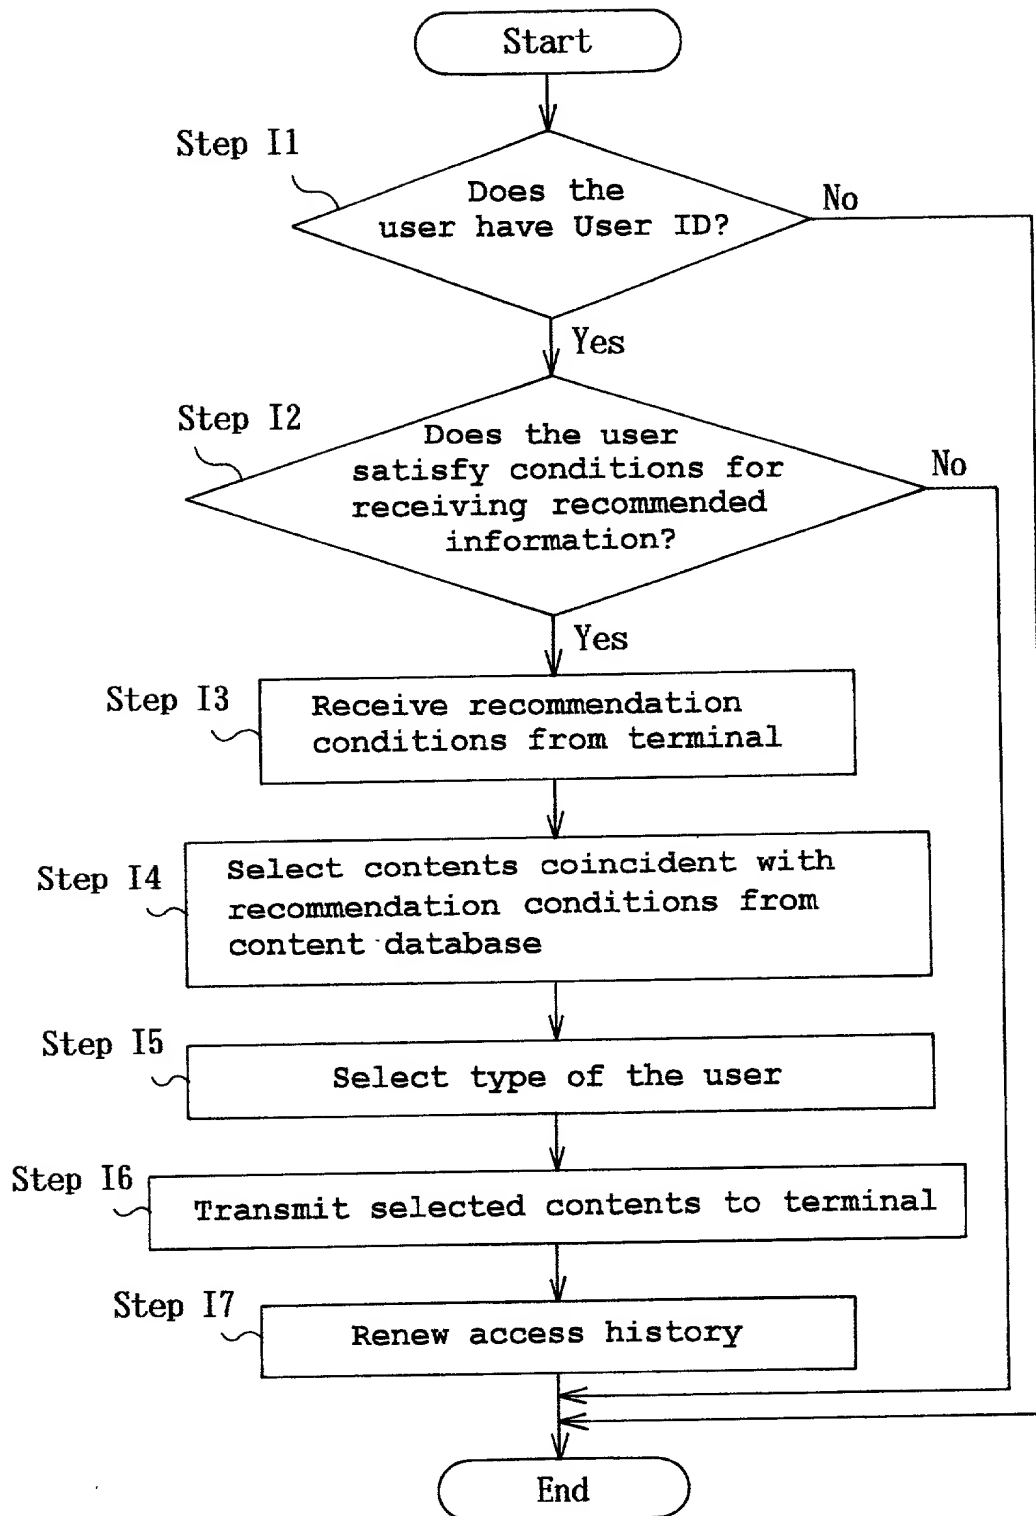 Start
Step I1
Does the
user have User ID?
No
Yes
Step I2
Does the user
satisfy conditions for
receiving recommended
information?
No
Yes
Step I3
Receive recommendation
conditions from terminal
Step I4
Select contents coincident with
recommendation conditions from
content database
Step I5
Select type of the user
Step I6
Transmit selected contents to terminal
Step I7
Renew access history
End